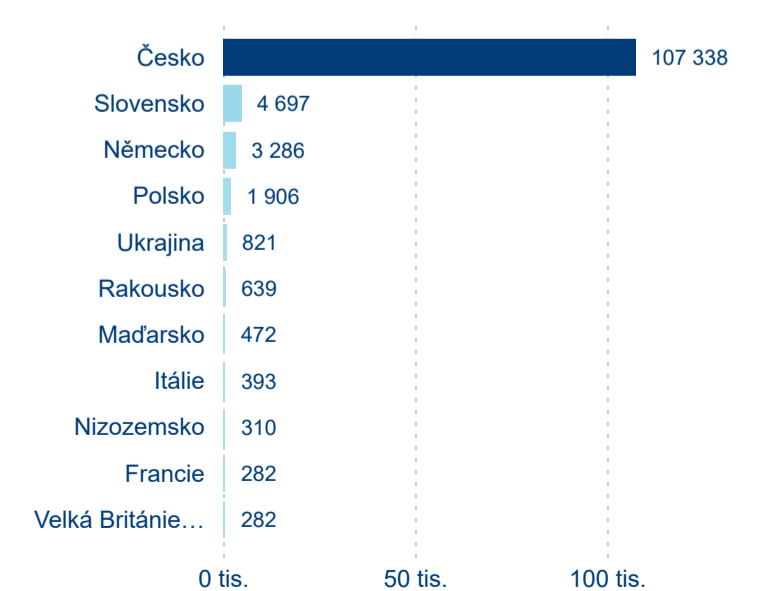 Česko 107 338
Slovensko 4 697
Německo 3 286
Polsko 1 906
Ukrajina 821
Rakousko 639
Maďarsko 472
Itálie 393
Nizozemsko 310
Francie 282
Velká Británie… 282
0 tis. 50 tis. 100 tis.